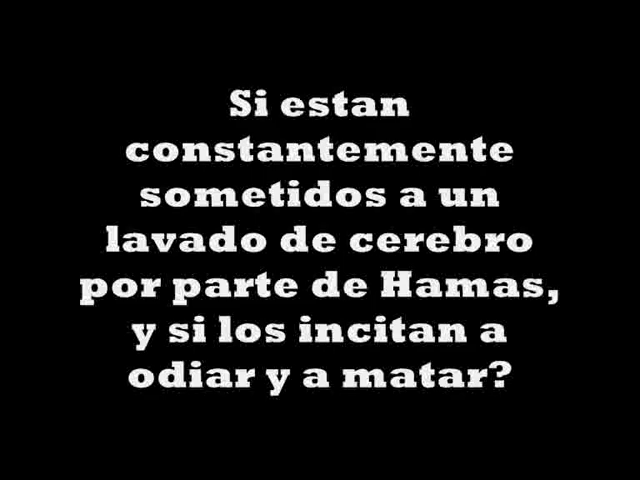 Si estan
constantemente
sometidos a un
lavado de cerebro
por parte de Hamas,
y si los incitan a
odiar y a matar?